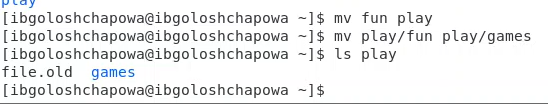 play
[ibgoloshchapowa@ibgoloshchapowa ~]$ mv fun play
[ibgoloshchapowa@ibgoloshchapowa ~]$ mv play/fun play/games
[ibgoloshchapowa@ibgoloshchapowa ~]$ ls play
file.old  games
[ibgoloshchapowa@ibgoloshchapowa ~]$